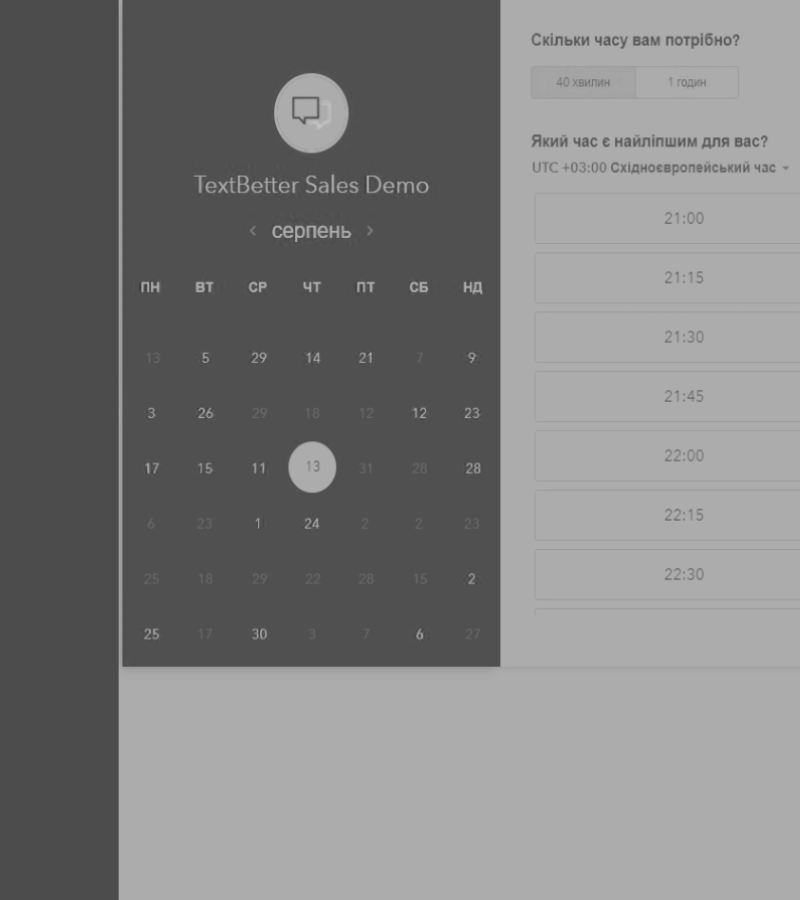 TextBetter Sales Demo
< серпень >
ПН ВТ СР ЧТ ПТ СБ НД
13 5 29 14 21 7 9
3 26 29 18 12 12 23
17 15 11 13 31 28 28
6 23 1 24 2 2 23
25 18 29 22 28 15 2
25 17 30 3 7 6 27
Скільки часу вам потрібно?
40 хвилин 1 годин
Який час є найліпшим для вас?
UTC +03:00 Східноєвропейський час
21:00
21:15
21:30
21:45
22:00
22:15
22:30